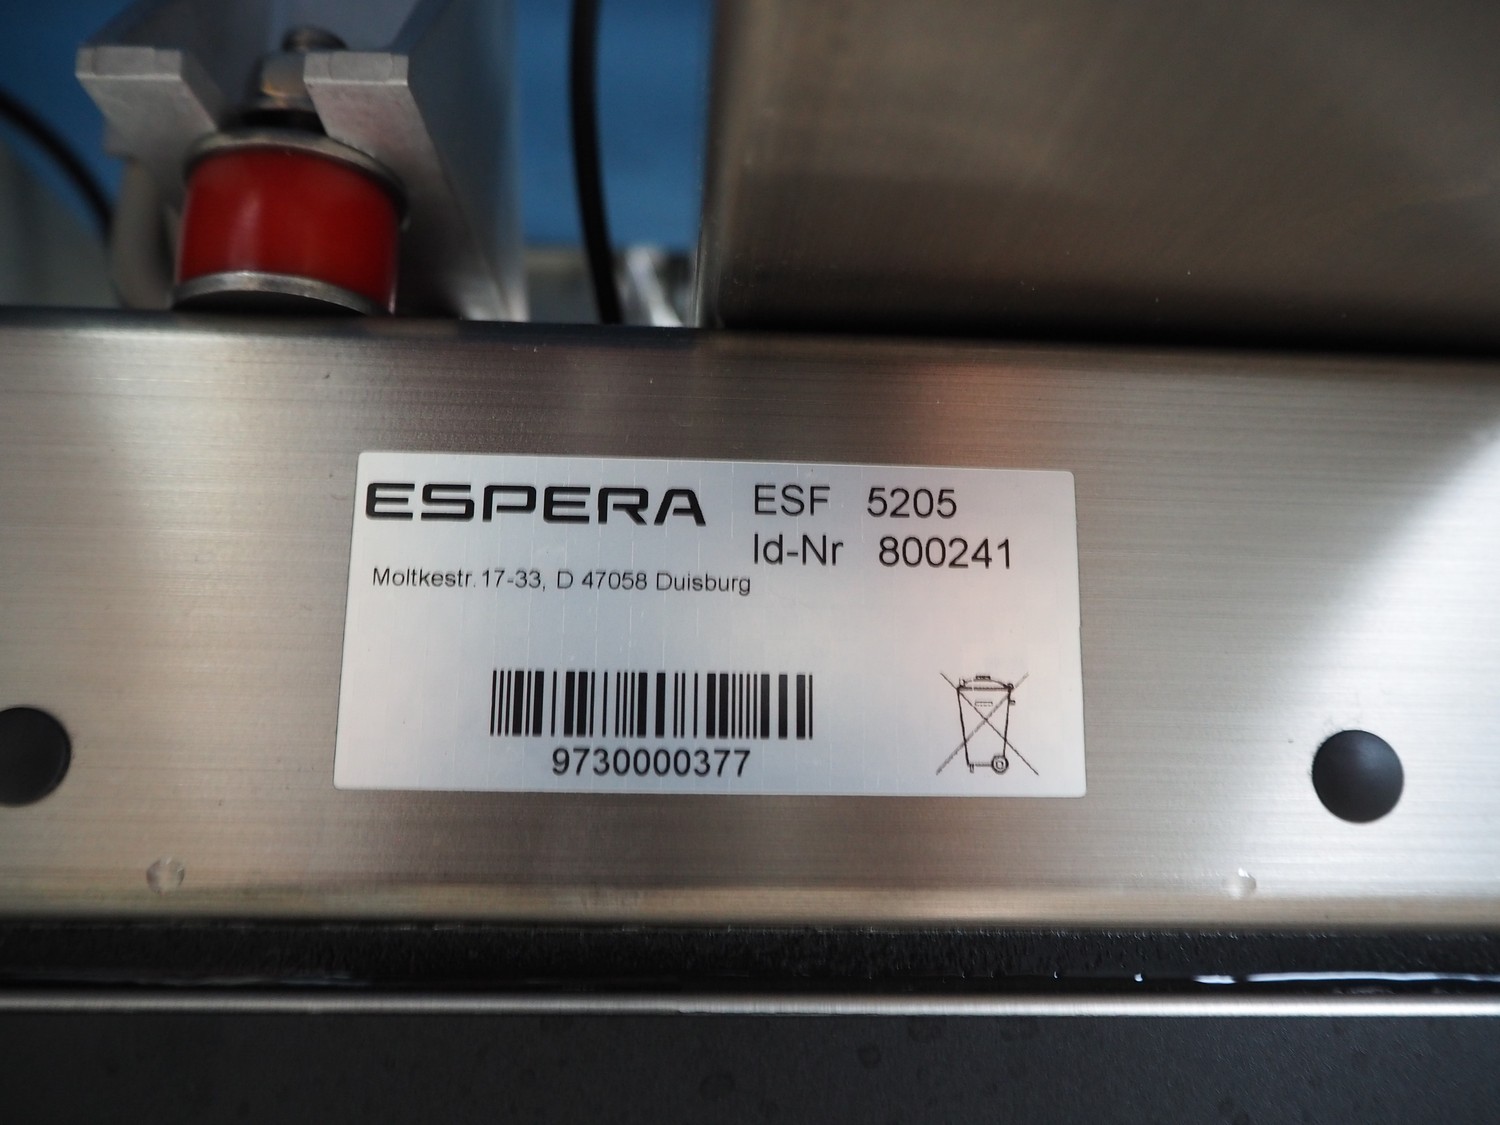 ESPERA ESF 5205
Id-Nr 800241
Moltkestr. 17-33, D 47058 Duisburg
9730000377